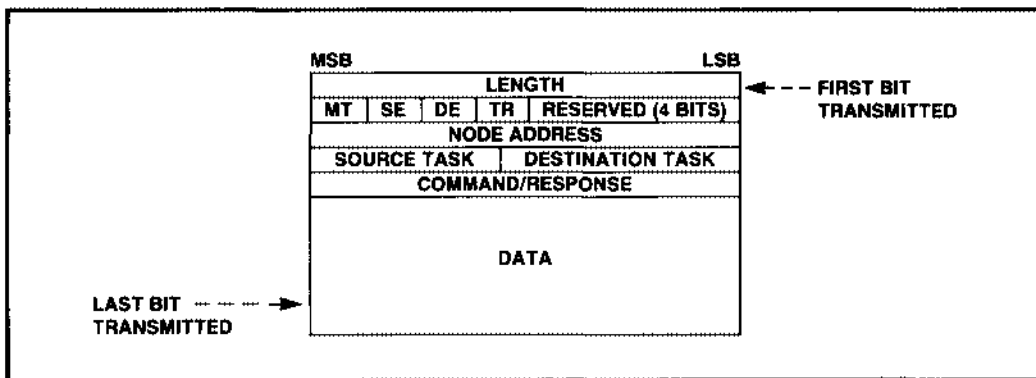 MSB LSB
LENGTH
MT SE DE TR RESERVED (4 BITS)
NODE ADDRESS
SOURCE TASK DESTINATION TASK
COMMAND/RESPONSE
DATA
FIRST BIT
TRANSMITTED
LAST BIT
TRANSMITTED